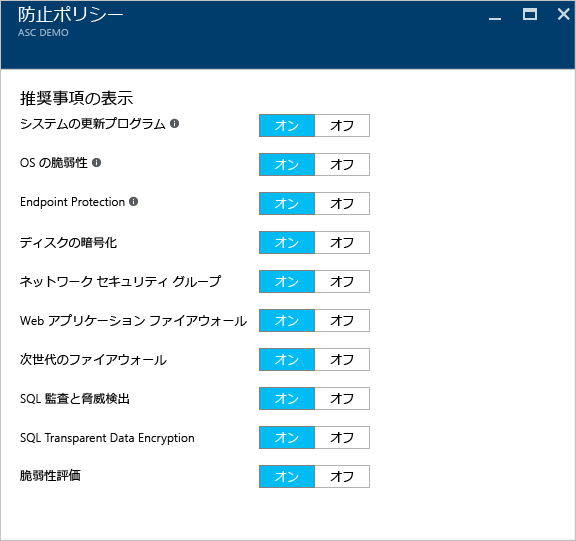 防止ポリシー
ASC DEMO
推奨事項の表示
システムの更新プログラム オン オフ
OS の脆弱性 オン オフ
Endpoint Protection オン オフ
ディスクの暗号化 オン オフ
ネットワーク セキュリティ グループ オン オフ
Web アプリケーション ファイアウォール オン オフ
次世代のファイアウォール オン オフ
SQL 監査と脅威検出 オン オフ
SQL Transparent Data Encryption オン オフ
脆弱性評価 オン オフ